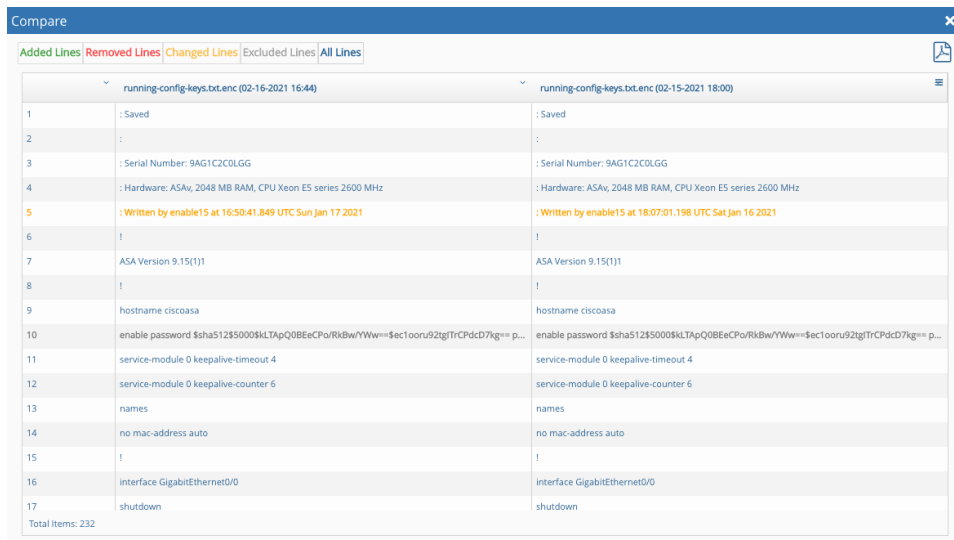 Compare
Added Lines Removed Lines Changed Lines Excluded Lines All Lines
running-config-keys.txt.enc (02-16-2021 16:44) running-config-keys.txt.enc (02-15-2021 18:00)
1 : Saved : Saved
2 : :
3 : Serial Number: 9AG1C2C0LGG : Serial Number: 9AG1C2C0LGG
4 : Hardware: ASAv, 2048 MB RAM, CPU Xeon E5 series 2600 MHz : Hardware: ASAv, 2048 MB RAM, CPU Xeon E5 series 2600 MHz
5 : Written by enable15 at 16:50:41.849 UTC Sun Jan 17 2021 : Written by enable15 at 18:07:01.198 UTC Sat Jan 16 2021
6 ! !
7 ASA Version 9.15(1)1 ASA Version 9.15(1)1
8 ! !
9 hostname ciscoasa hostname ciscoasa
10 enable password $sha512$5000$kLTApQ0BEeCPo/RkBw/YWw==$ec1ooru92tgITrCPdcD7kg== p... enable password $sha512$5000$kLTApQ0BEeCPo/RkBw/YWw==$ec1ooru92tgITrCPdcD7kg== p...
11 service-module 0 keepalive-timeout 4 service-module 0 keepalive-timeout 4
12 service-module 0 keepalive-counter 6 service-module 0 keepalive-counter 6
13 names names
14 no mac-address auto no mac-address auto
15 ! !
16 interface GigabitEthernet0/0 interface GigabitEthernet0/0
17 shutdown shutdown
Total Items: 232